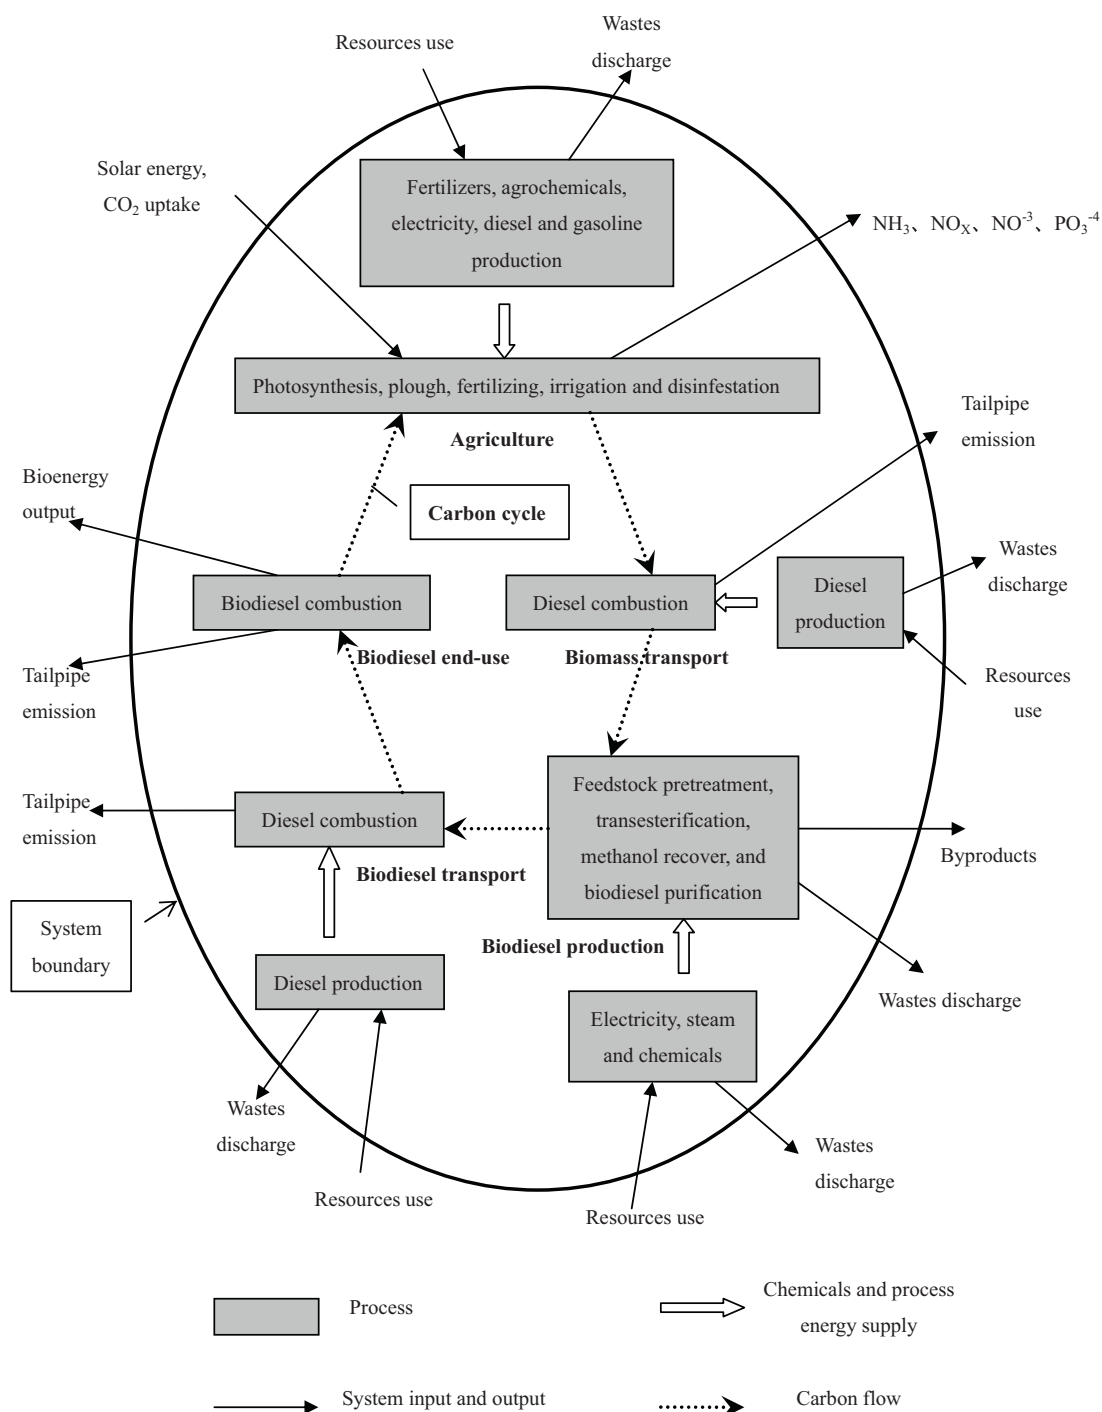 Resources use
Wastes
discharge
Solar energy,
CO₂ uptake
Fertilizers, agrochemicals,
electricity, diesel and gasoline
production
NH₃、NOₓ、NO⁻³、PO₃⁻⁴
Photosynthesis, plough, fertilizing, irrigation and disinfestation
Agriculture
Tailpipe
emission
Bioenergy
output
Carbon cycle
Wastes
discharge
Biodiesel combustion
Diesel combustion
Diesel
production
Biodiesel end-use
Biomass transport
Tailpipe
emission
Resources
use
Feedstock pretreatment,
transesterification,
methanol recover, and
biodiesel purification
Tailpipe
emission
Diesel combustion
Byproducts
Biodiesel transport
System
boundary
Biodiesel production
Diesel production
Wastes discharge
Electricity, steam
and chemicals
Wastes
discharge
Wastes
discharge
Resources use
Resources use
Process
Chemicals and process
energy supply
System input and output
Carbon flow